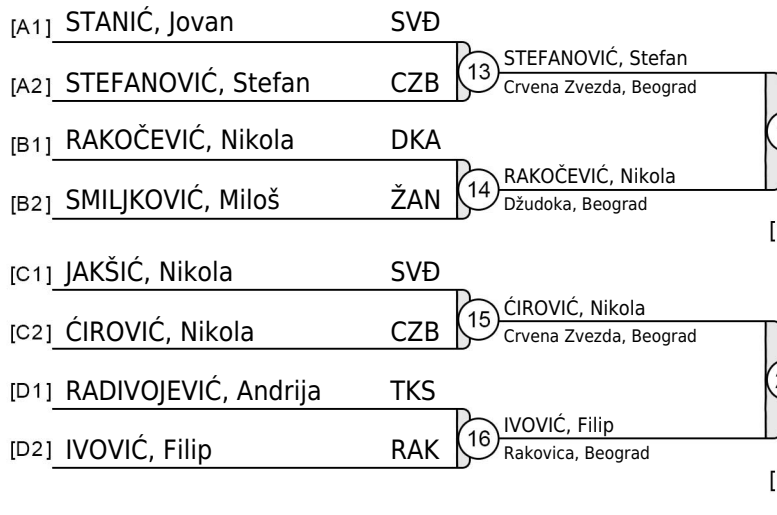 [A1] STANIĆ, Jovan SVĐ
13 STEFANOVIĆ, Stefan
Crvena Zvezda, Beograd
[A2] STEFANOVIĆ, Stefan CZB
[B1] RAKOČEVIĆ, Nikola DKA
14 RAKOČEVIĆ, Nikola
Džudoka, Beograd
[B2] SMILJKOVIĆ, Miloš ŽAN
[
[C1] JAKŠIĆ, Nikola SVĐ
15 ĆIROVIĆ, Nikola
Crvena Zvezda, Beograd
[C2] ĆIROVIĆ, Nikola CZB
[D1] RADIVOJEVIĆ, Andrija TKS
16 IVOVIĆ, Filip
Rakovica, Beograd
[D2] IVOVIĆ, Filip RAK
[